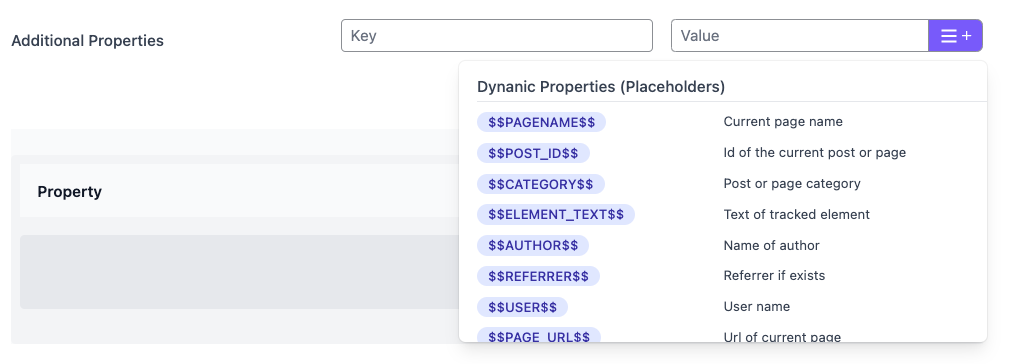 Additional Properties
Key
Value
+
Dynanic Properties (Placeholders)
$$PAGENAME$$ Current page name
$$POST_ID$$ Id of the current post or page
$$CATEGORY$$ Post or page category
$$ELEMENT_TEXT$$ Text of tracked element
$$AUTHOR$$ Name of author
$$REFERRER$$ Referrer if exists
$$USER$$ User name
$$PAGE_URL$$ Url of current page
Property